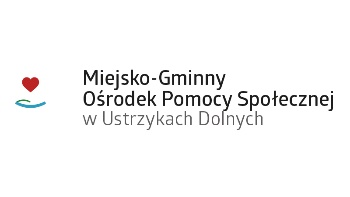 Miejsko-Gminny
Ośrodek Pomocy Społecznej
w Ustrzykach Dolnych